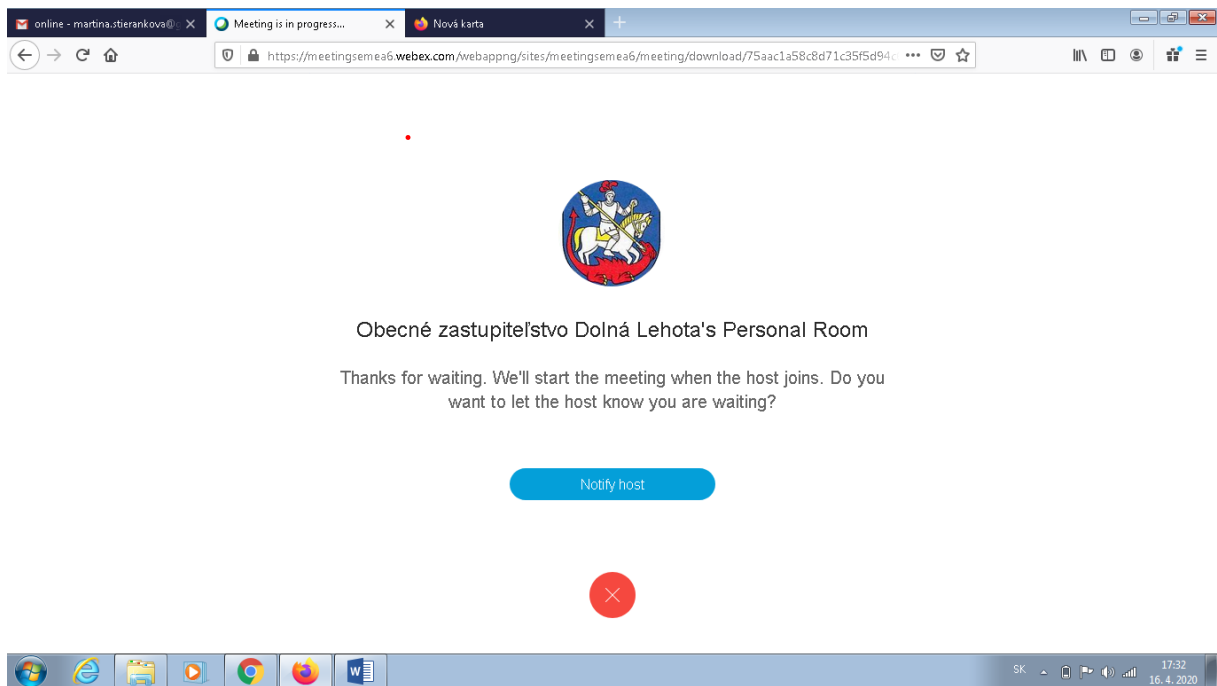 online - martina.stierankova@g
Meeting is in progress...
Nová karta
https://meetingsemea6.webex.com/webappng/sites/meetingsemea6/meeting/download/75aac1a58c8d71c35f5d94c
Obecné zastupiteľstvo Dolná Lehota's Personal Room
Thanks for waiting. We'll start the meeting when the host joins. Do you
want to let the host know you are waiting?
Notify host
SK
17:32
16. 4. 2020